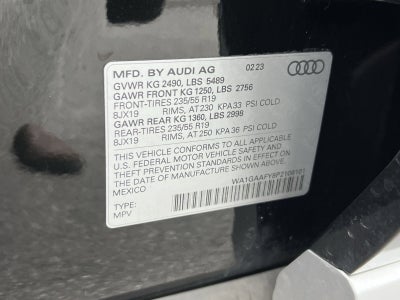 MFD. BY AUDI AG 02/23
GVWR KG 2490, LBS 5489
GAWR FRONT KG 1250, LBS 2756
FRONT-TIRES 235/55 R19
8JX19 RIMS, AT 230 KPA 33 PSI COLD
GAWR REAR KG 1360, LBS 2998
REAR-TIRES 235/55 R19
8JX19 RIMS, AT 250 KPA 36 PSI COLD
THIS VEHICLE CONFORMS TO ALL APPLICABLE
U.S. FEDERAL MOTOR VEHICLE SAFETY AND
THEFT PREVENTION STANDARDS IN EFFECT ON
THE DATE OF MANUFACTURE SHOWN ABOVE.
MEXICO
TYPE:
MPV